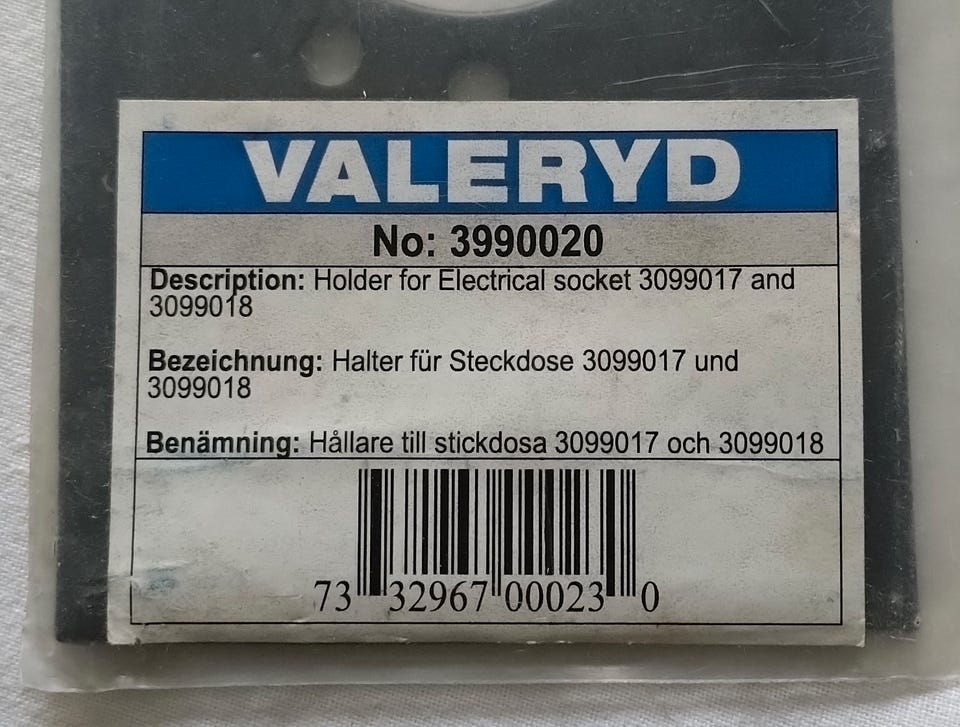 VALERYD
No: 3990020
Description: Holder for Electrical socket 3099017 and
3099018
Bezeichnung: Halter für Steckdose 3099017 und
3099018
Benämning: Hållare till stickdosa 3099017 och 3099018
73 32967 00023 0